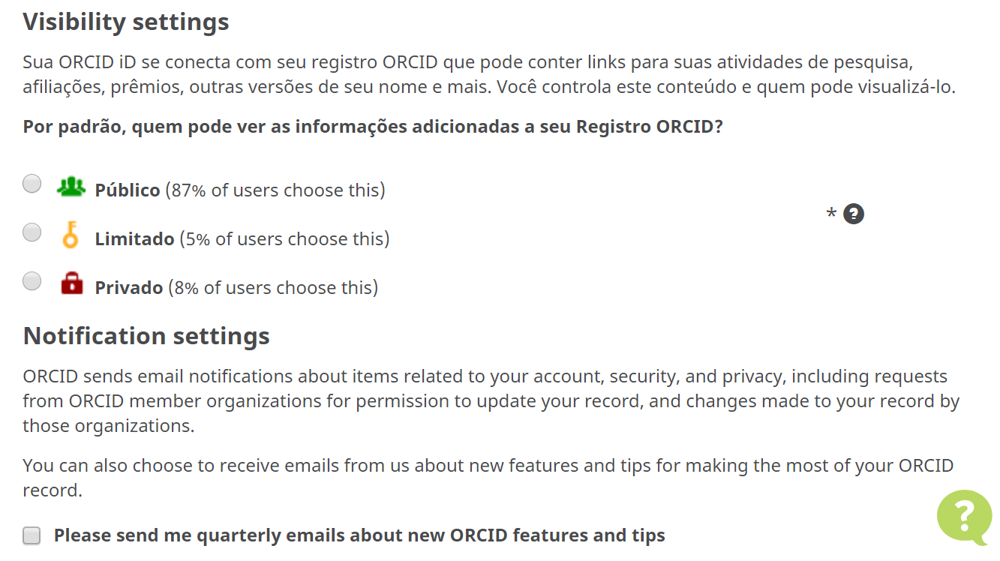 Visibility settings
Sua ORCID iD se conecta com seu registro ORCID que pode conter links para suas atividades de pesquisa,
afiliações, prêmios, outras versões de seu nome e mais. Você controla este conteúdo e quem pode visualizá-lo.
Por padrão, quem pode ver as informações adicionadas a seu Registro ORCID?
Público (87% of users choose this)
* ?
Limitado (5% of users choose this)
Privado (8% of users choose this)
Notification settings
ORCID sends email notifications about items related to your account, security, and privacy, including requests
from ORCID member organizations for permission to update your record, and changes made to your record by
those organizations.
You can also choose to receive emails from us about new features and tips for making the most of your ORCID
record.
?
Please send me quarterly emails about new ORCID features and tips